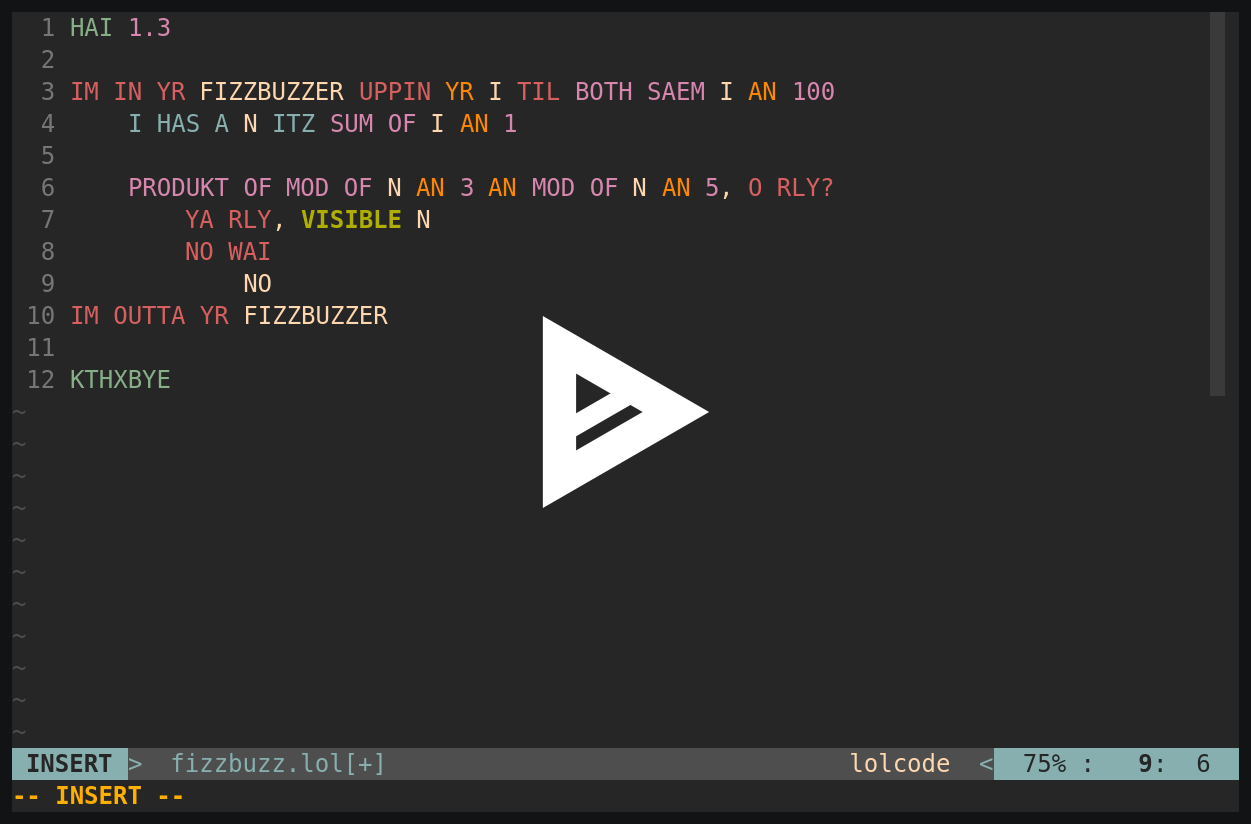 1 HAI 1.3
2
3 IM IN YR FIZZBUZZER UPPIN YR I TIL BOTH SAEM I AN 100
4     I HAS A N ITZ SUM OF I AN 1
5
6     PRODUKT OF MOD OF N AN 3 AN MOD OF N AN 5, O RLY?
7         YA RLY, VISIBLE N
8         NO WAI
9             NO
10 IM OUTTA YR FIZZBUZZER
11
12 KTHXBYE
~
~
~
~
~
~
~
~
~
~
~
INSERT > fizzbuzz.lol[+] lolcode < 75% : 9: 6
-- INSERT --